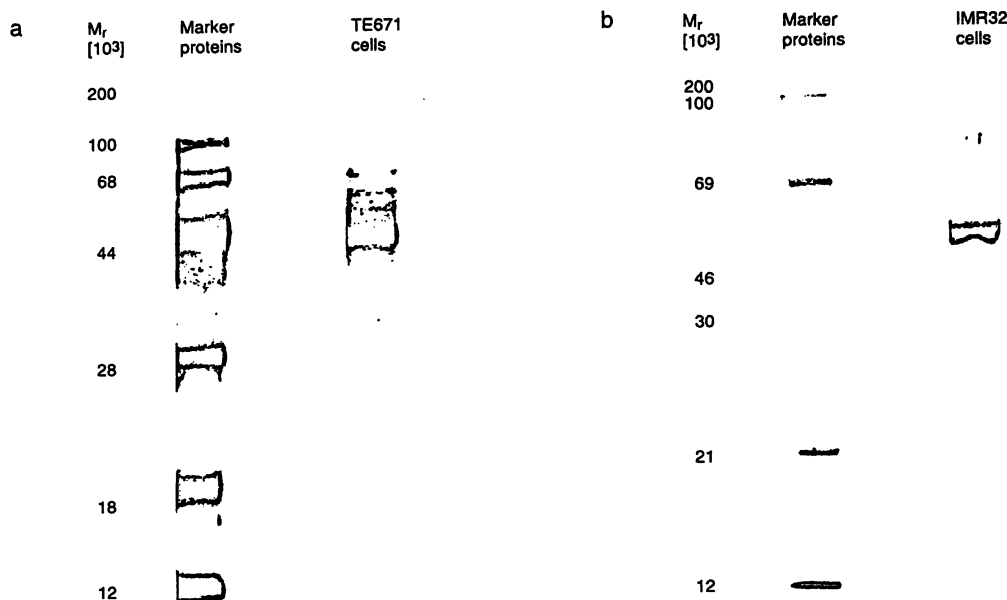 a
Mr
[10³]
Marker
proteins
TE671
cells
200
100
68
44
28
18
12
b
Mr
[10³]
Marker
proteins
IMR32
cells
200
100
69
46
30
21
12